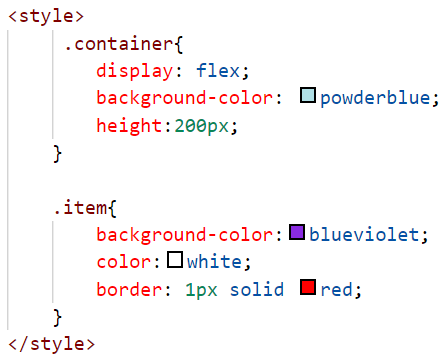 <style>
.container{
display: flex;
background-color: powderblue;
height:200px;
}
.item{
background-color: blueviolet;
color: white;
border: 1px solid red;
}
</style>